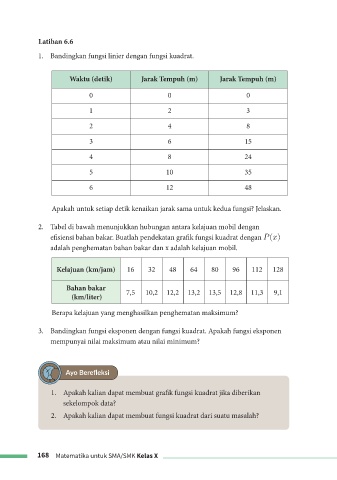 Latihan 6.6
1. Bandingkan fungsi linier dengan fungsi kuadrat.
Waktu (detik) Jarak Tempuh (m) Jarak Tempuh (m)
0 0 0
1 2 3
2 4 8
3 6 15
4 8 24
5 10 35
6 12 48
Apakah untuk setiap detik kenaikan jarak sama untuk kedua fungsi? Jelaskan.
2. Tabel di bawah menunjukkan hubungan antara kelajuan mobil dengan
efisiensi bahan bakar. Buatlah pendekatan grafik fungsi kuadrat dengan P(x)
adalah penghematan bahan bakar dan x adalah kelajuan mobil.
Kelajuan (km/jam) 16 32 48 64 80 96 112 128
Bahan bakar
(km/liter) 7,5 10,2 12,2 13,2 13,5 12,8 11,3 9,1
Berapa kelajuan yang menghasilkan penghematan maksimum?
3. Bandingkan fungsi eksponen dengan fungsi kuadrat. Apakah fungsi eksponen
mempunyai nilai maksimum atau nilai minimum?
Ayo Berefleksi
1. Apakah kalian dapat membuat grafik fungsi kuadrat jika diberikan
sekelompok data?
2. Apakah kalian dapat membuat fungsi kuadrat dari suatu masalah?
168 Matematika untuk SMA/SMK Kelas X